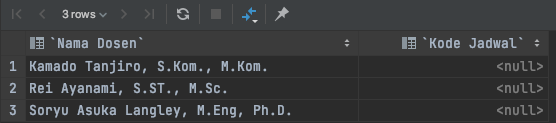 3 rows
`Nama Dosen` `Kode Jadwal`
1 Kamado Tanjiro, S.Kom., M.Kom. <null>
2 Rei Ayanami, S.ST., M.Sc. <null>
3 Soryu Asuka Langley, M.Eng, Ph.D. <null>